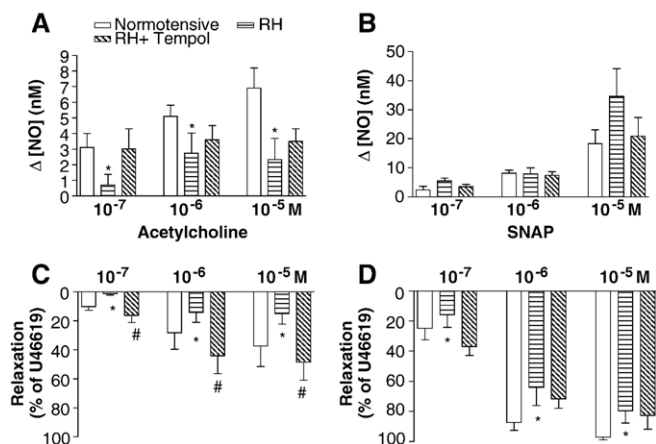 A
Normotensive
RH
RH+ Tempol
Δ [NO] (nM)
9
8
7
6
5
4
3
2
1
0
*
*
*
10-7
10-6
10-5 M
Acetylcholine
B
Δ [NO] (nM)
50
40
30
20
10
0
10-7
10-6
10-5 M
SNAP
C
10-7
10-6
10-5 M
Relaxation
(% of U46619)
0
20
40
60
80
100
*
#
*
#
*
#
D
10-7
10-6
10-5 M
Relaxation
(% of U46619)
0
20
40
60
80
100
*
*
*